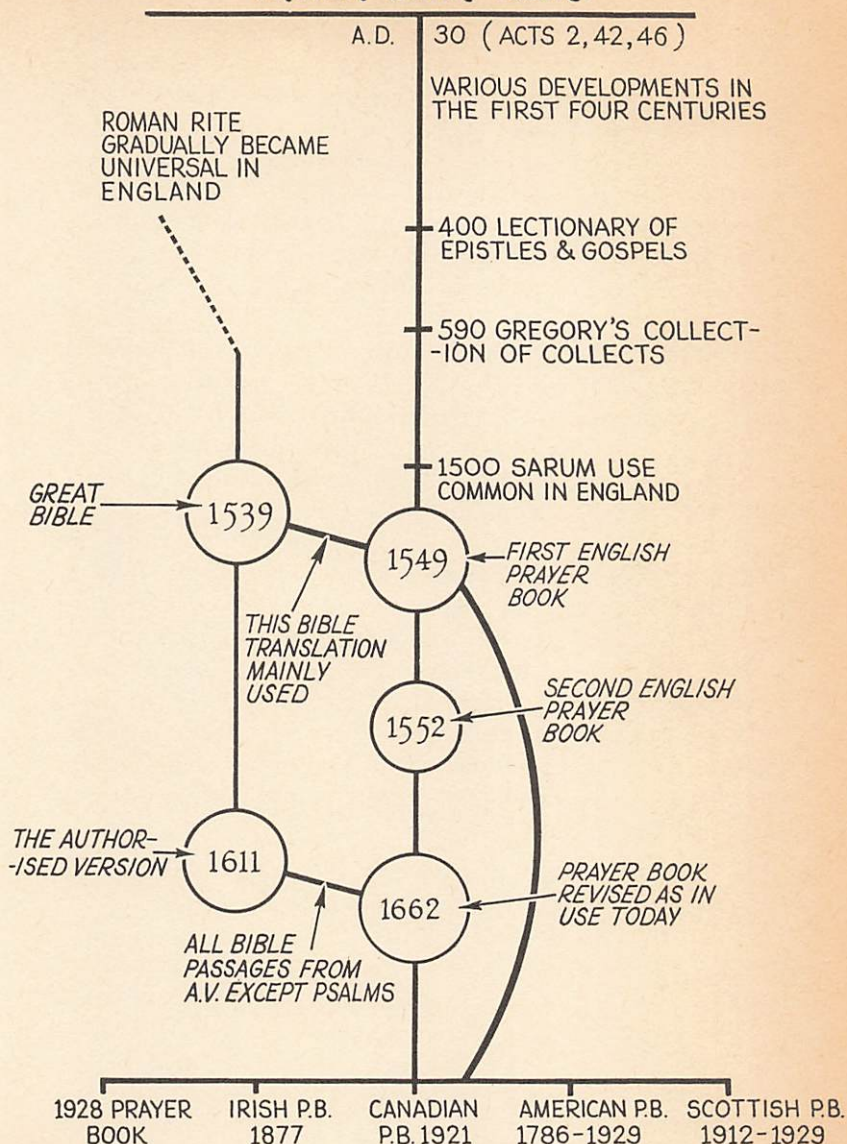 A.D. 30 (ACTS 2,42,46)
VARIOUS DEVELOPMENTS IN
THE FIRST FOUR CENTURIES
ROMAN RITE
GRADUALLY BECAME
UNIVERSAL IN
ENGLAND
400 LECTIONARY OF
EPISTLES & GOSPELS
590 GREGORY'S COLLECT-
-ION OF COLLECTS
1500 SARUM USE
COMMON IN ENGLAND
GREAT
BIBLE
1539
1549
FIRST ENGLISH
PRAYER
BOOK
THIS BIBLE
TRANSLATION
MAINLY
USED
1552
SECOND ENGLISH
PRAYER
BOOK
THE AUTHOR-
-ISED VERSION
1611
1662
PRAYER BOOK
REVISED AS IN
USE TODAY
ALL BIBLE
PASSAGES FROM
A.V. EXCEPT PSALMS
1928 PRAYER
BOOK
IRISH P.B.
1877
CANADIAN
P.B. 1921
AMERICAN P.B.
1786-1929
SCOTTISH P.B.
1912-1929